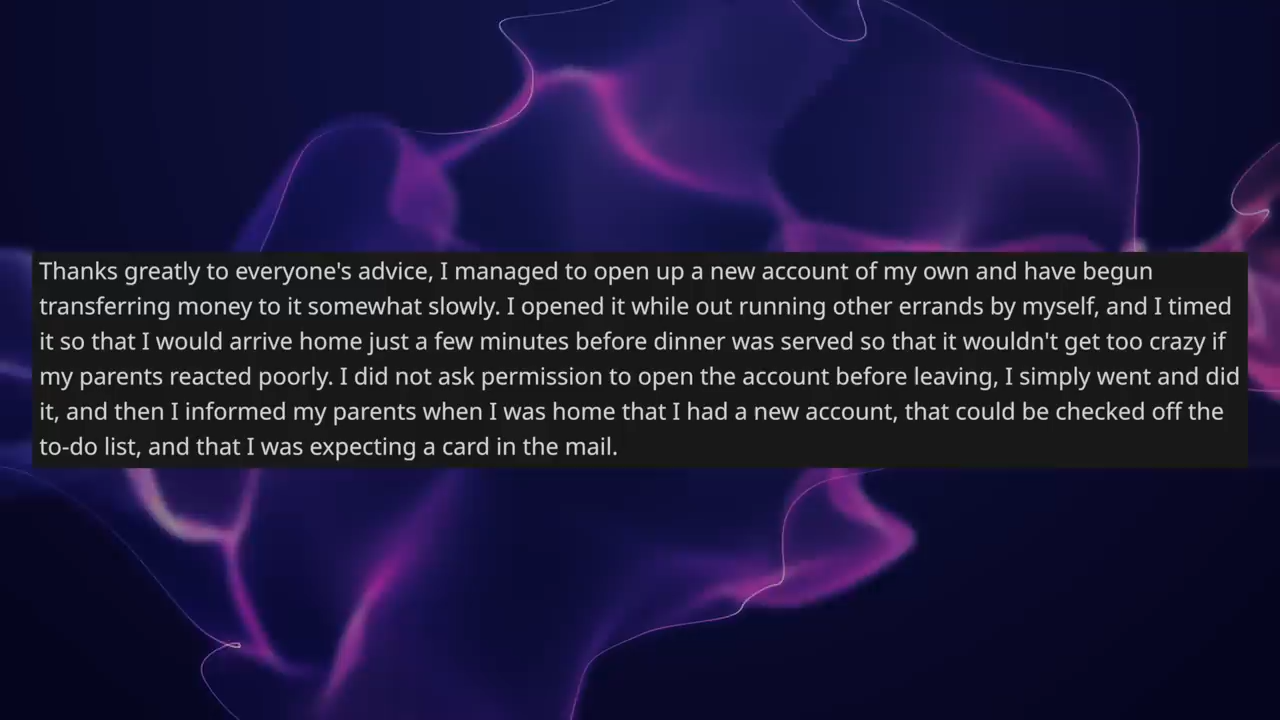 Thanks greatly to everyone's advice, I managed to open up a new account of my own and have begun
transferring money to it somewhat slowly. I opened it while out running other errands by myself, and I timed
it so that I would arrive home just a few minutes before dinner was served so that it wouldn't get too crazy if
my parents reacted poorly. I did not ask permission to open the account before leaving, I simply went and did
it, and then I informed my parents when I was home that I had a new account, that could be checked off the
to-do list, and that I was expecting a card in the mail.